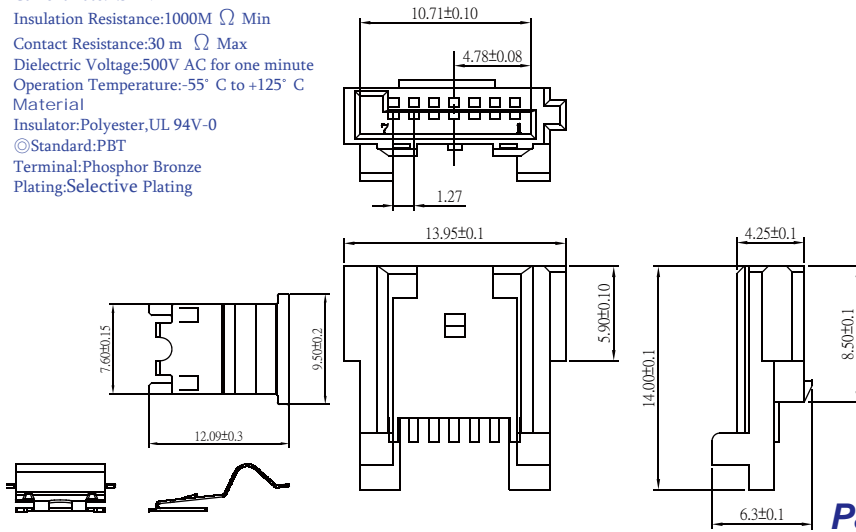 Insulation Resistance:1000M Ω Min
Contact Resistance:30 m Ω Max
Dielectric Voltage:500V AC for one minute
Operation Temperature:-55° C to +125° C
Material
Insulator:Polyester,UL 94V-0
◎Standard:PBT
Terminal:Phosphor Bronze
Plating:Selective Plating
10.71±0.10
4.78±0.08
7 1
1.27
13.95±0.1
4.25±0.1
5.90±0.10
8.50±0.1
14.00±0.1
7.60±0.15
9.50±0.2
12.09±0.3
6.3±0.1